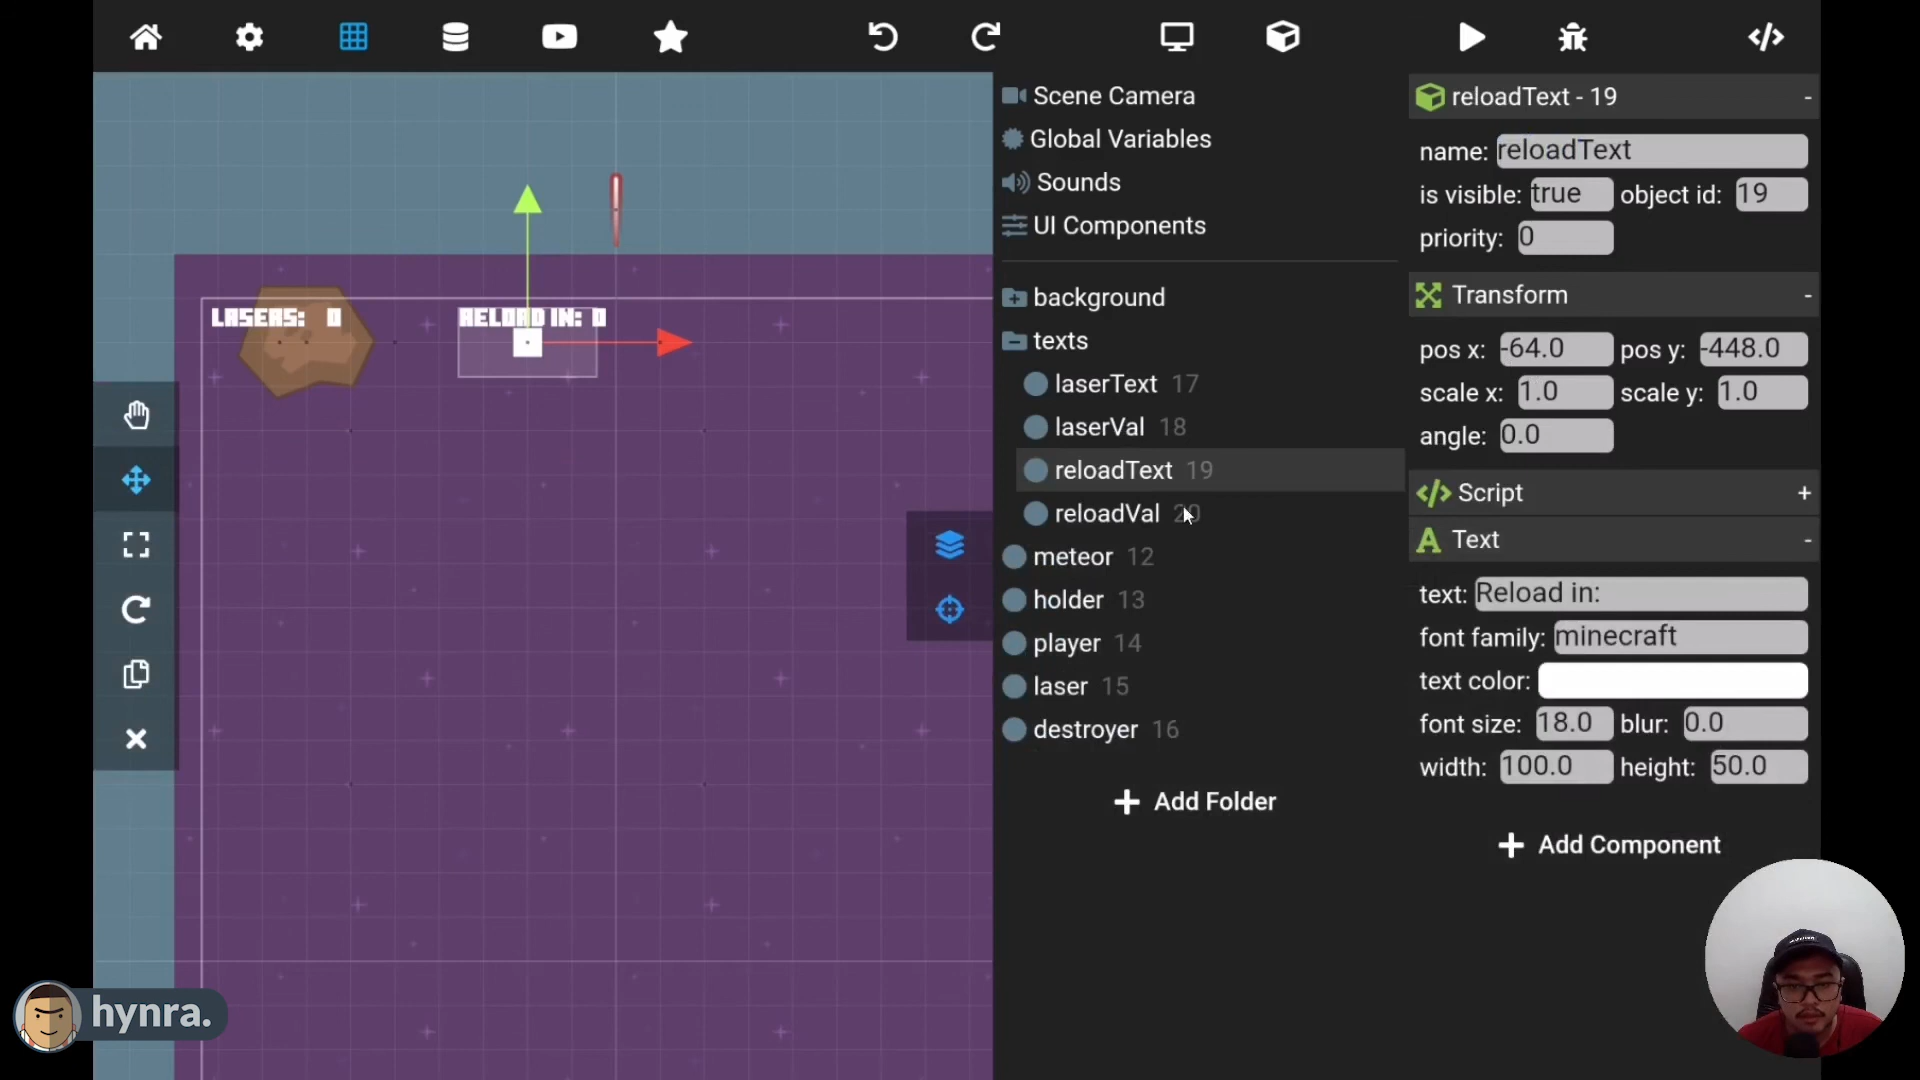 Scene Camera
Global Variables
Sounds
UI Components
background
texts
laserText 17
laserVal 18
reloadText 19
reloadVal 20
meteor 12
holder 13
player 14
laser 15
destroyer 16
Add Folder
reloadText - 19 -
name: reloadText
is visible: true object id: 19
priority: 0
Transform -
pos x: -64.0 pos y: -448.0
scale x: 1.0 scale y: 1.0
angle: 0.0
Script +
Text -
text: Reload in:
font family: minecraft
text color:
font size: 18.0 blur: 0.0
width: 100.0 height: 50.0
Add Component
LASERS: 0
RELOAD IN: 0
hynra.